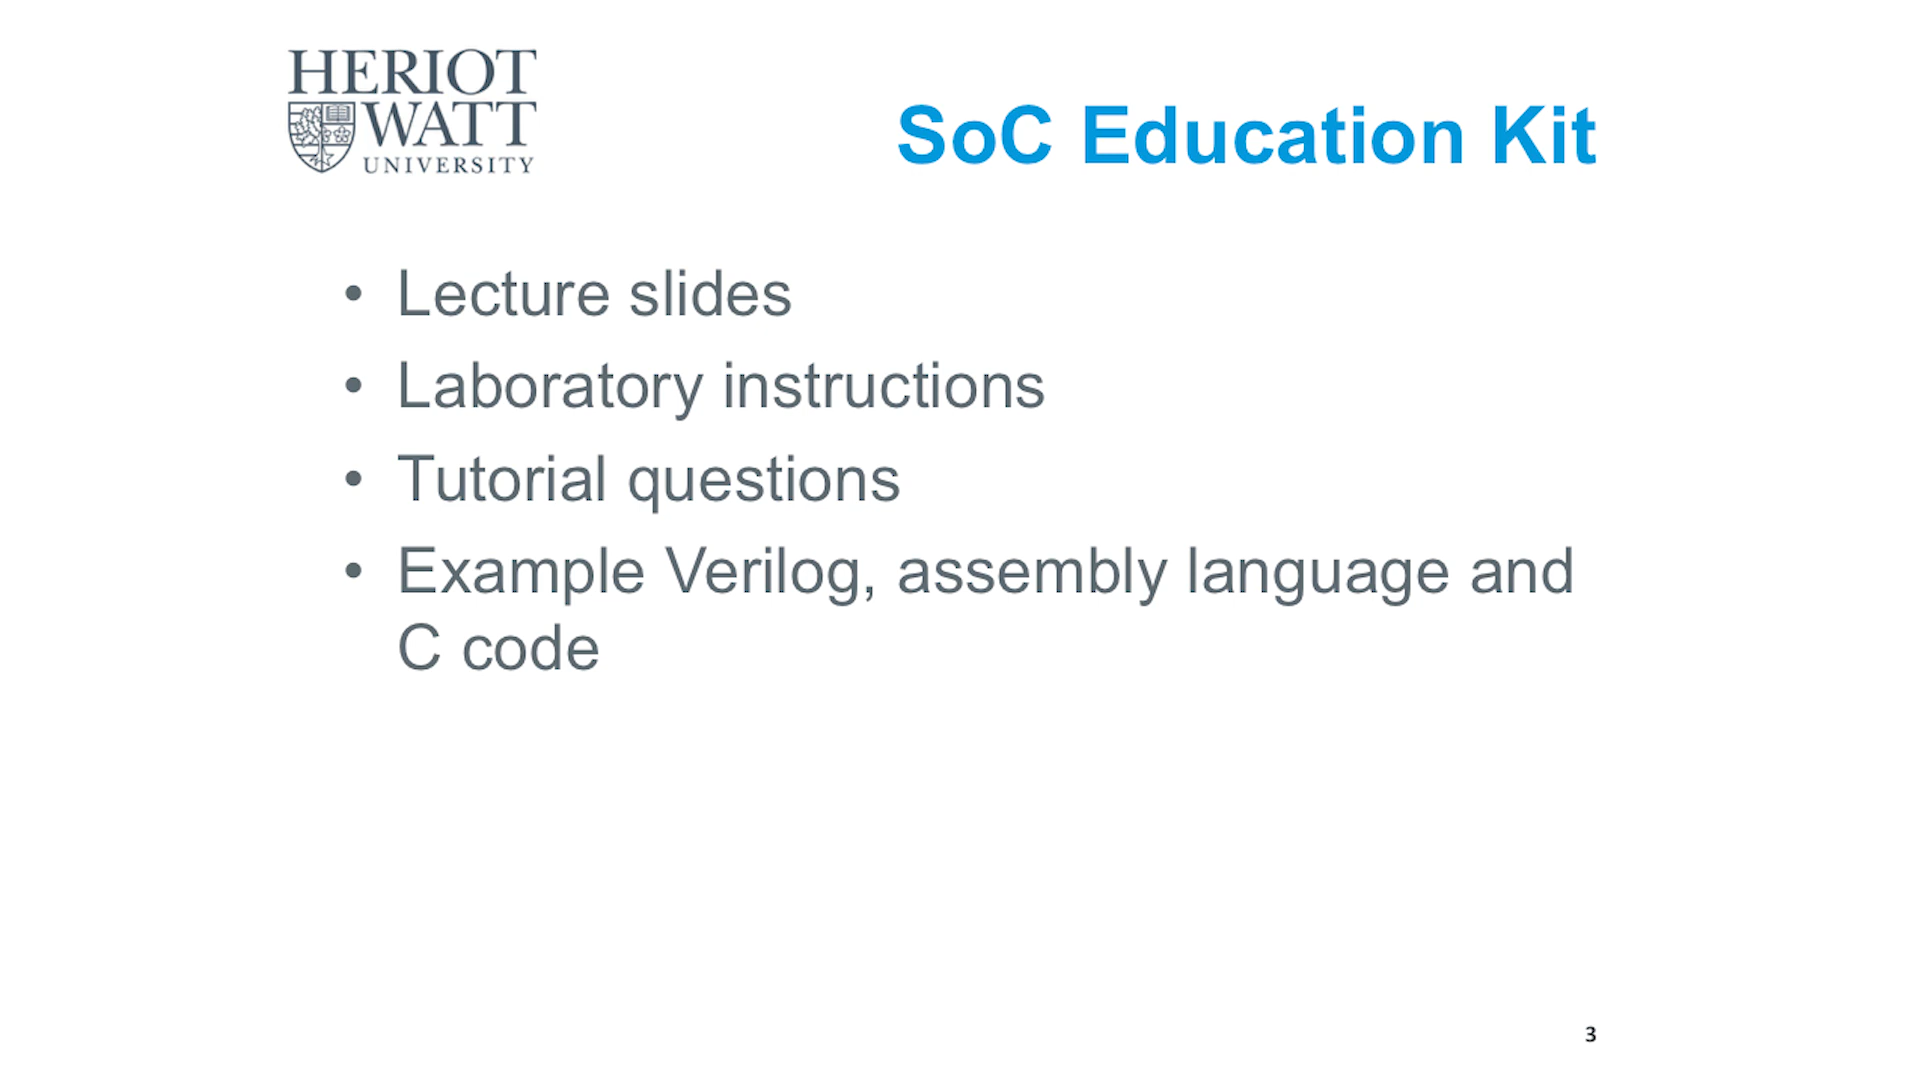 HERIOT
WATT
UNIVERSITY
SoC Education Kit
• Lecture slides
• Laboratory instructions
• Tutorial questions
• Example Verilog, assembly language and
C code
3